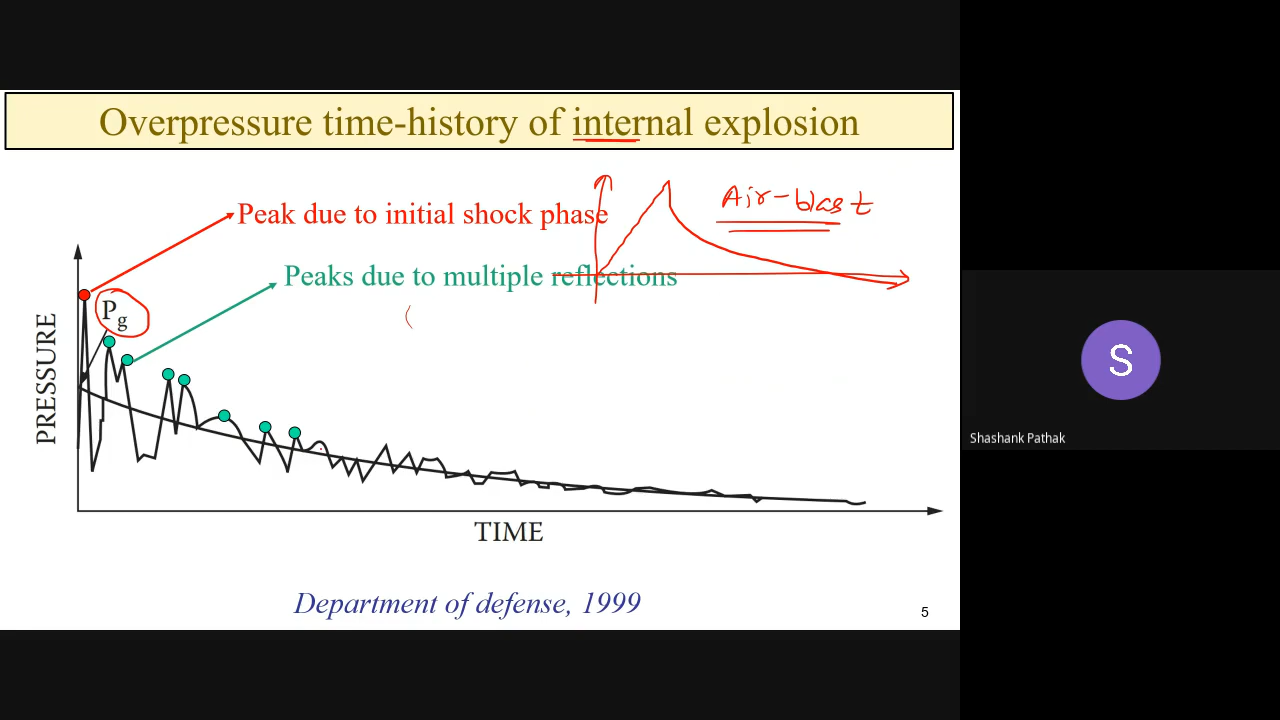 Overpressure time-history of internal explosion
Air-blast
Peak due to initial shock phase
Peaks due to multiple reflections
Pg
PRESSURE
TIME
Department of defense, 1999
5
S
Shashank Pathak